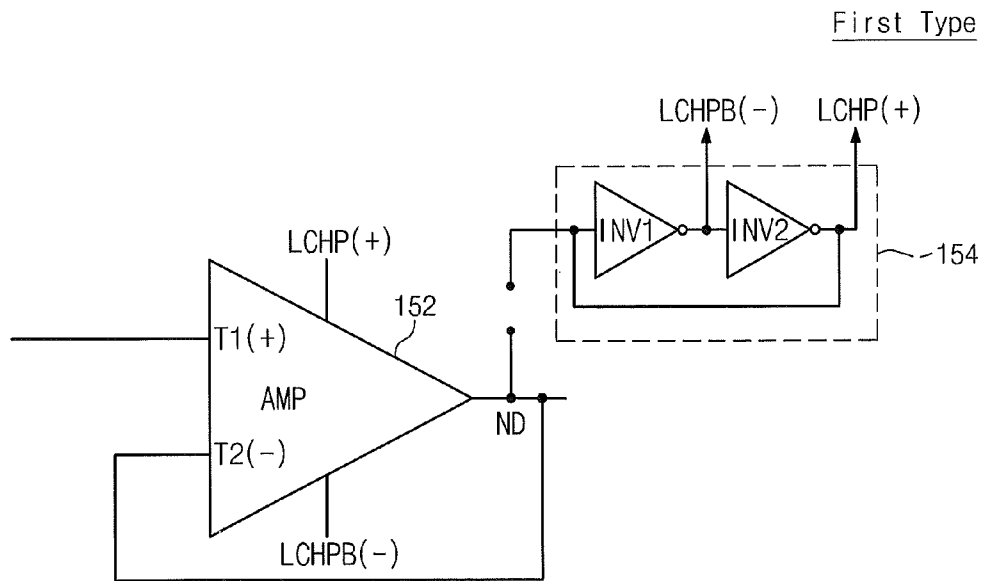 First Type
LCHPB(-) LCHP(+)
INV1 INV2
LCHP(+)
154
152
T1(+)
AMP
ND
T2(-)
LCHPB(-)